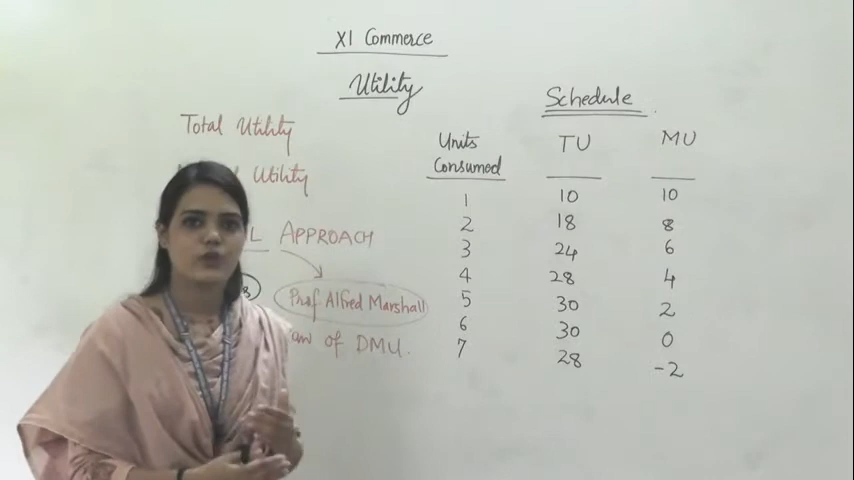 XI Commerce
Utility
Total Utility
Utility
APPROACH
Prof Alfred Marshall
of DMU.
Schedule
Units Consumed TU MU
1 10 10
2 18 8
3 24 6
4 28 4
5 30 2
6 30 0
7 28 -2